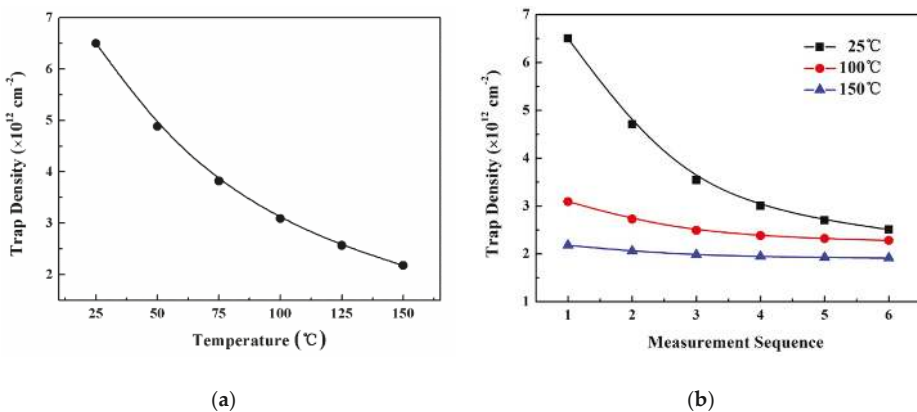 7
6
5
4
3
2
25 50 75 100 125 150
Trap Density (×10¹² cm⁻²)
Temperature (℃)
(a)
7
6
5
4
3
2
1
1 2 3 4 5 6
Trap Density (×10¹² cm⁻²)
Measurement Sequence
25℃
100℃
150℃
(b)